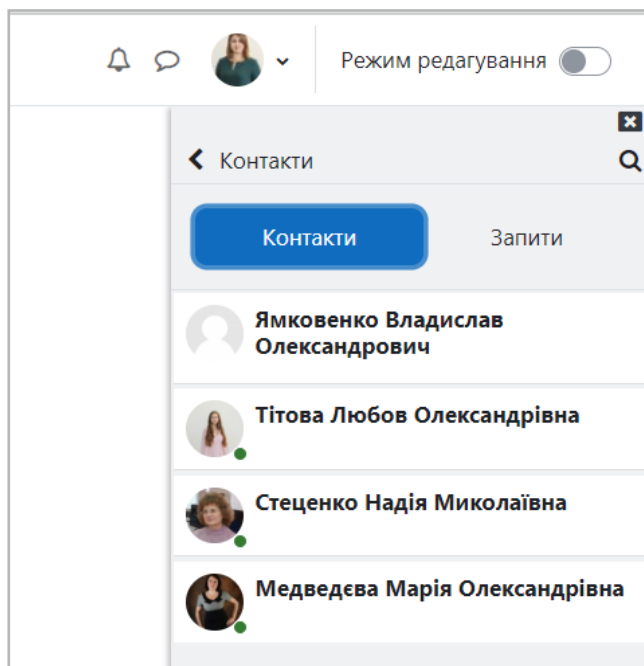 Режим редагування
Контакти
Контакти
Запити
Ямковенко Владислав
Олександрович
Тітова Любов Олександрівна
Стеценко Надія Миколаївна
Медведєва Марія Олександрівна